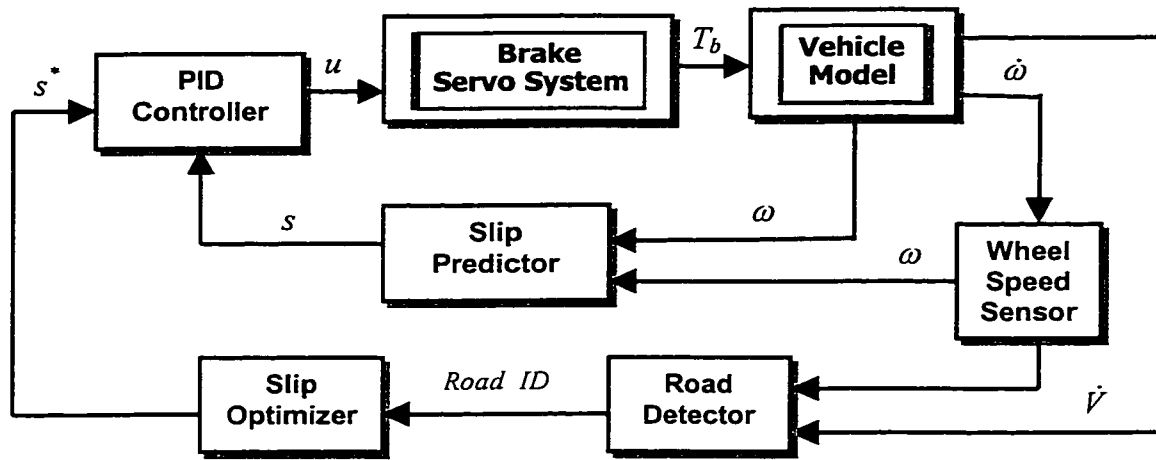 s*
PID
Controller
u
Brake
Servo System
T_b
Vehicle
Model
ω̇
s
Slip
Predictor
ω
ω
Wheel
Speed
Sensor
Slip
Optimizer
Road ID
Road
Detector
V̇